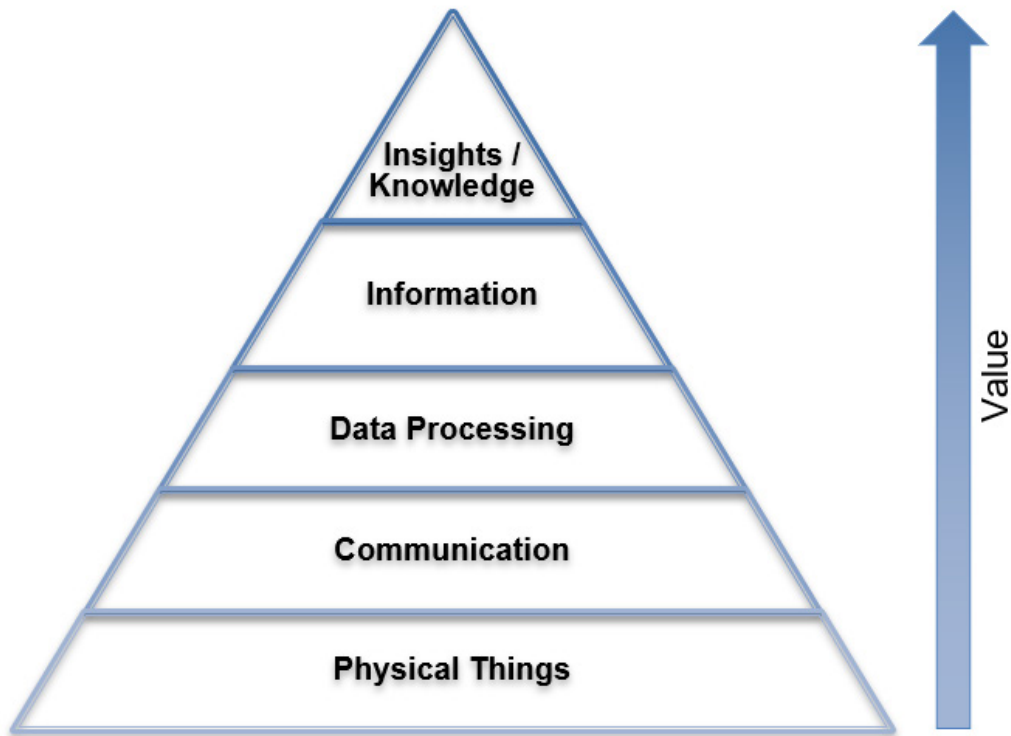 Insights /
Knowledge
Information
Data Processing
Communication
Physical Things
Value